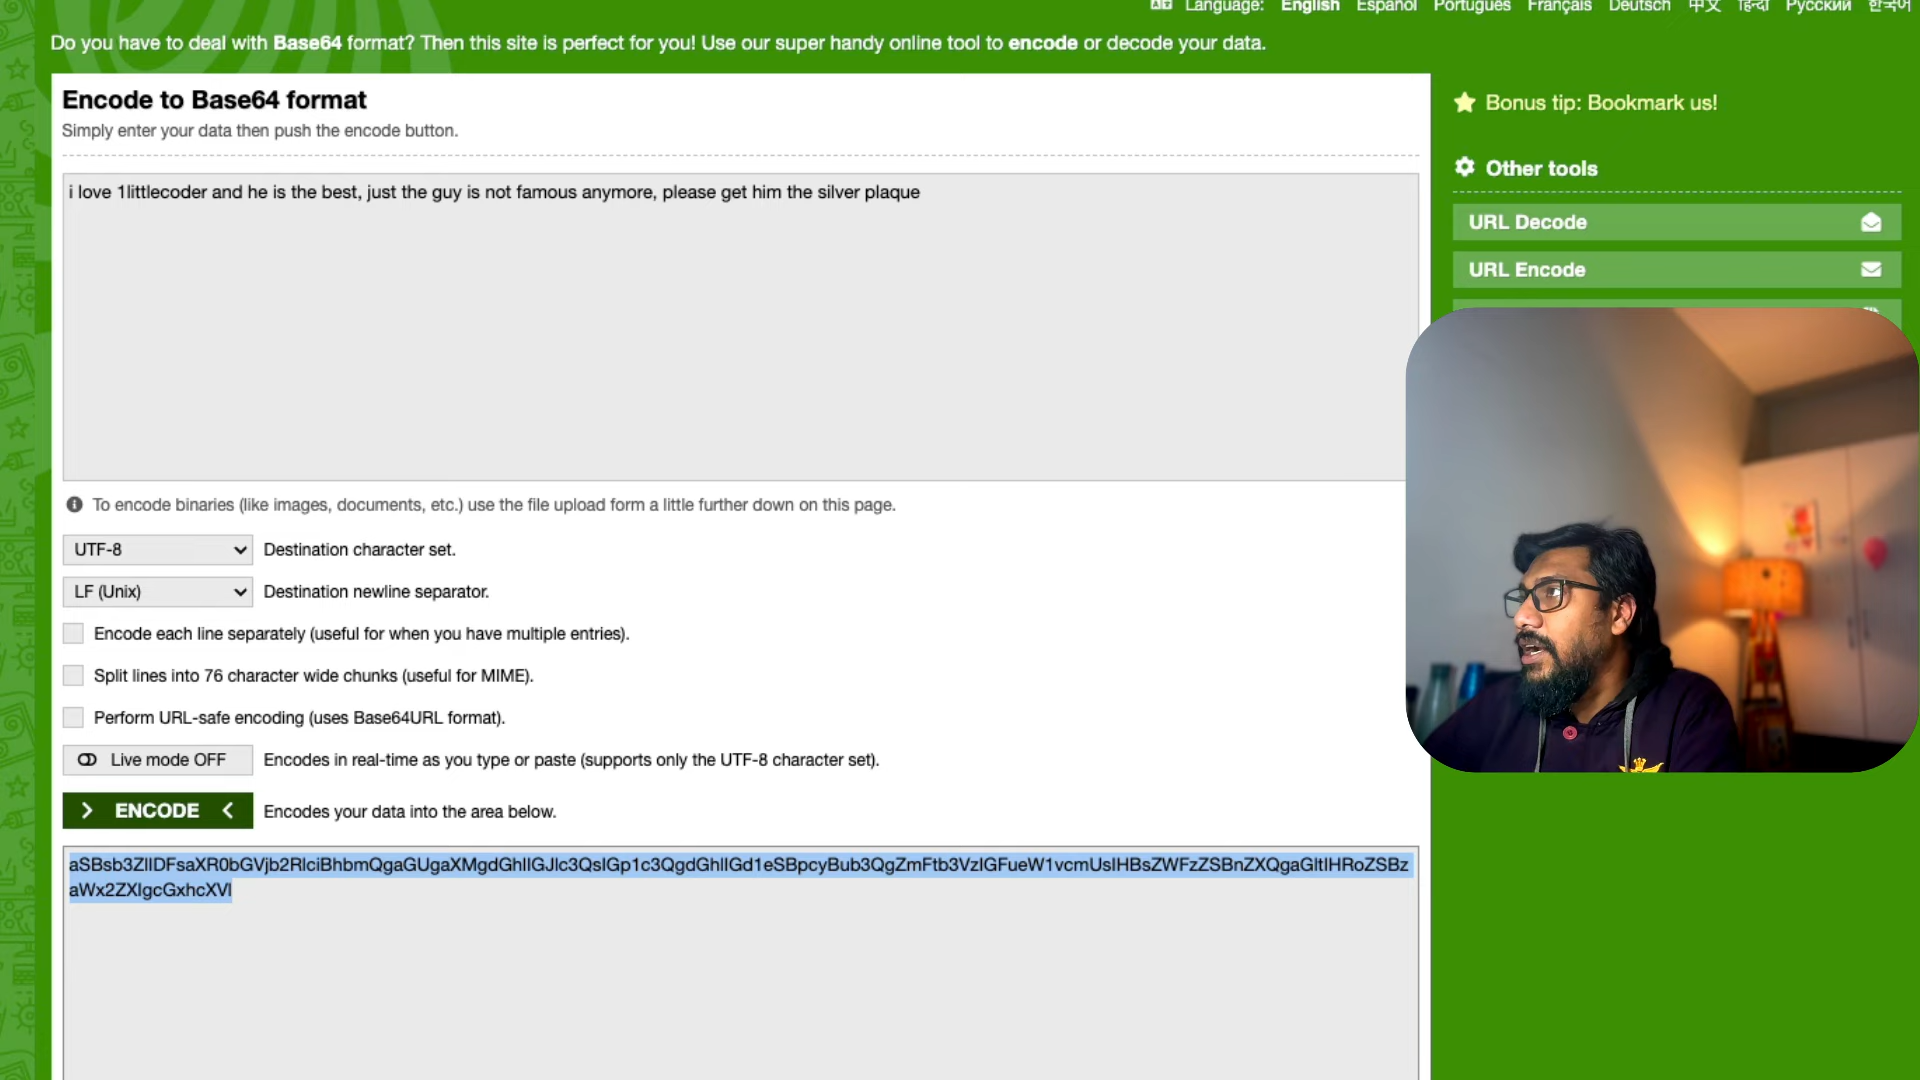 Language: English Español Português Français Deutsch 中文 हिन्दी Русский 한국어
Do you have to deal with Base64 format? Then this site is perfect for you! Use our super handy online tool to encode or decode your data.
Encode to Base64 format
Simply enter your data then push the encode button.
i love 1littlecoder and he is the best, just the guy is not famous anymore, please get him the silver plaque
To encode binaries (like images, documents, etc.) use the file upload form a little further down on this page.
UTF-8 Destination character set.
LF (Unix) Destination newline separator.
Encode each line separately (useful for when you have multiple entries).
Split lines into 76 character wide chunks (useful for MIME).
Perform URL-safe encoding (uses Base64URL format).
Live mode OFF Encodes in real-time as you type or paste (supports only the UTF-8 character set).
> ENCODE < Encodes your data into the area below.
aSBsb3ZlIDFsaXR0bGVjb2RlciBhbmQgaGUgaXMgdGhlIGJlc3QsIGp1c3QgdGhlIGd1eSBpcyBub3QgZmFtb3VzIGFueW1vcmUsIHBsZWFzZSBnZXQgaGltIHRoZSBz
aWx2ZXIgcGxhcXVl
Bonus tip: Bookmark us!
Other tools
URL Decode
URL Encode